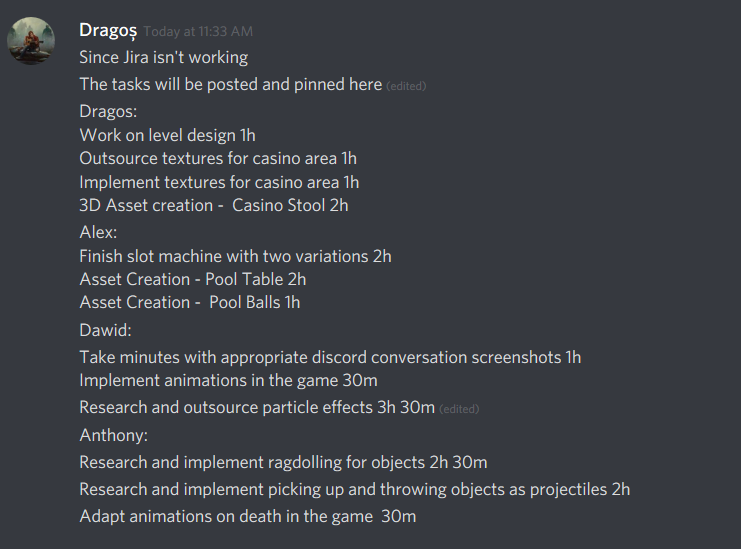 Dragoș Today at 11:33 AM
Since Jira isn't working
The tasks will be posted and pinned here (edited)
Dragos:
Work on level design 1h
Outsource textures for casino area 1h
Implement textures for casino area 1h
3D Asset creation -  Casino Stool 2h
Alex:
Finish slot machine with two variations 2h
Asset Creation - Pool Table 2h
Asset Creation -  Pool Balls 1h
Dawid:
Take minutes with appropriate discord conversation screenshots 1h
Implement animations in the game 30m
Research and outsource particle effects 3h 30m (edited)
Anthony:
Research and implement ragdolling for objects 2h 30m
Research and implement picking up and throwing objects as projectiles 2h
Adapt animations on death in the game  30m